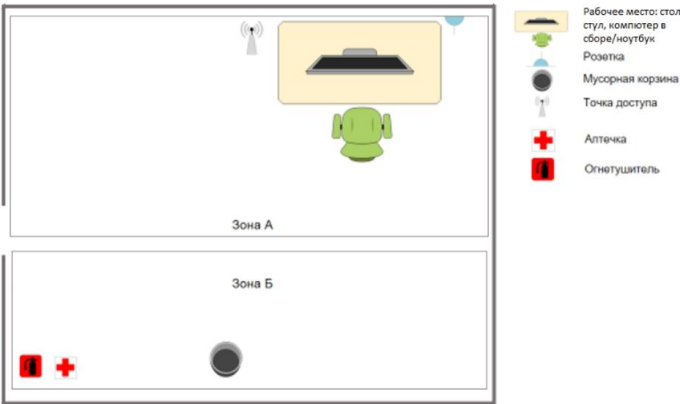 Рабочее место: стол
стул, компютер в
сборе/ноутбук
Розетка
Мусорная корзина
Точка доступа
Аптечка
Огнетушитель
Зона А
Зона Б